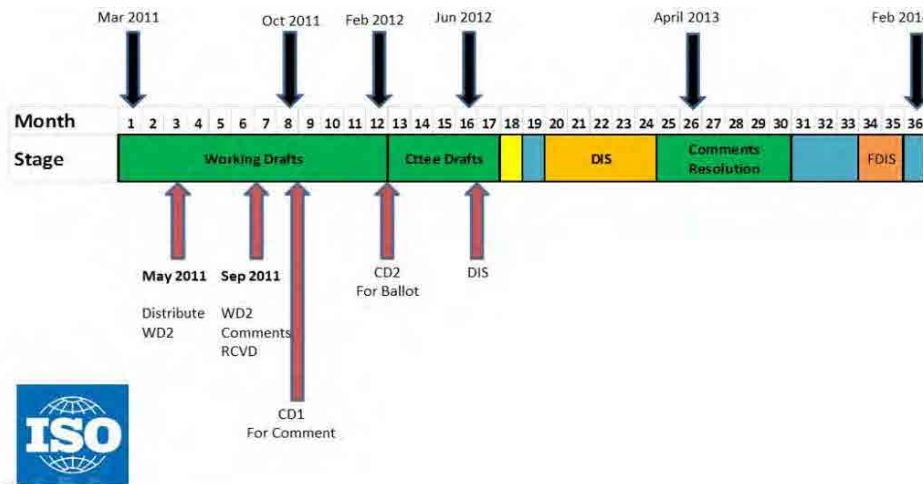 Mar 2011 Oct 2011 Feb 2012 Jun 2012 April 2013
Month 1 2 3 4 5 6 7 8 9 10 11 12 13 14 15 16 17 18 19 20 21 22 23 24 25 26 27 28 29 30 31 32 33 34 35 36
Stage Working Drafts Cttee Drafts DIS Comments Resolution FDIS
May 2011
Distribute
WD2
Sep 2011
WD2
Comments
RCVD
CD1
For Comment
CD2
For Ballot
DIS
ISO